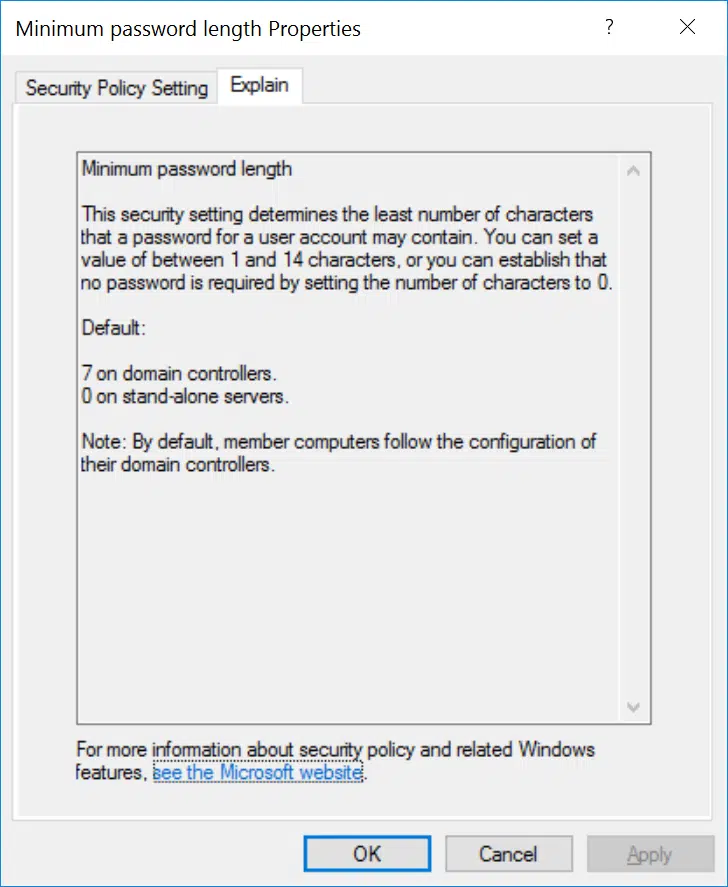 Minimum password length Properties
?
Security Policy Setting
Explain
Minimum password length
This security setting determines the least number of characters
that a password for a user account may contain. You can set a
value of between 1 and 14 characters, or you can establish that
no password is required by setting the number of characters to 0.
Default:
7 on domain controllers.
0 on stand-alone servers.
Note: By default, member computers follow the configuration of
their domain controllers.
For more information about security policy and related Windows
features, see the Microsoft website.
OK
Cancel
Apply